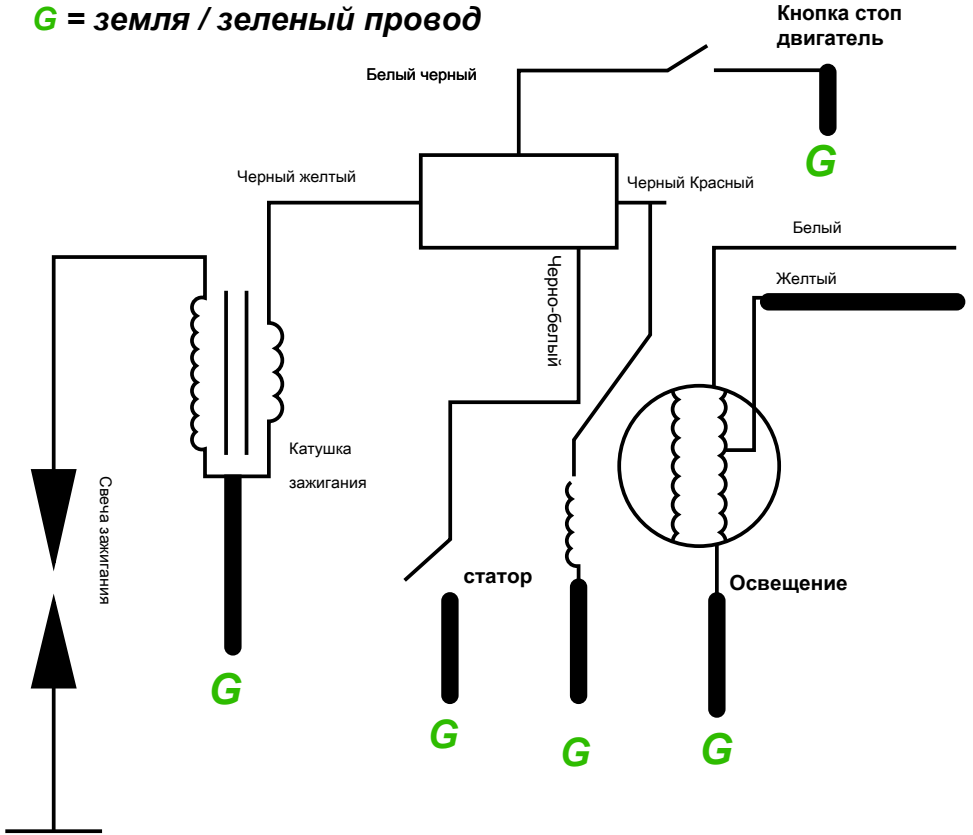 G = земля / зеленый провод
Кнопка стоп
двигатель
Белый черный
G
Черный желтый
Черный Красный
Белый
Желтый
Черно-белый
Катушка
зажигания
Свеча зажигания
статор
Освещение
G
G
G
G